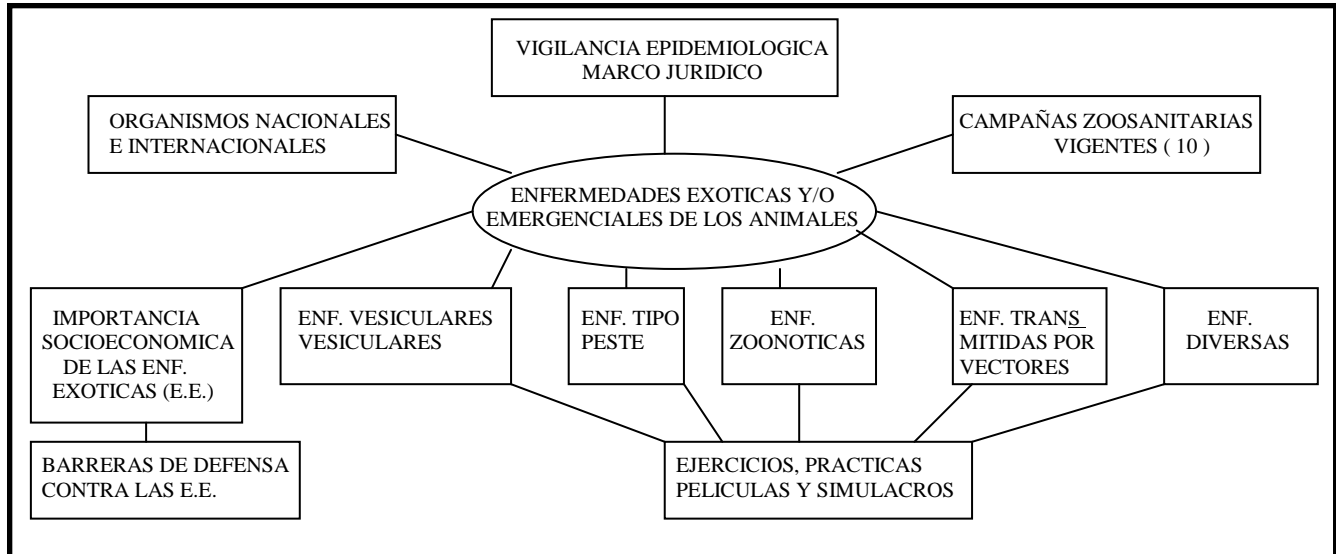 VIGILANCIA EPIDEMIOLOGICA
MARCO JURIDICO
ORGANISMOS NACIONALES
E INTERNACIONALES
CAMPAÑAS ZOOSANITARIAS
VIGENTES ( 10 )
ENFERMEDADES EXOTICAS Y/O
EMERGENCIALES DE LOS ANIMALES
IMPORTANCIA
SOCIOECONOMICA
DE LAS ENF.
EXOTICAS (E.E.)
ENF. VESICULARES
VESICULARES
ENF. TIPO
PESTE
ENF.
ZOONOTICAS
ENF. TRANS
MITIDAS POR
VECTORES
ENF.
DIVERSAS
BARRERAS DE DEFENSA
CONTRA LAS E.E.
EJERCICIOS, PRACTICAS
PELICULAS Y SIMULACROS